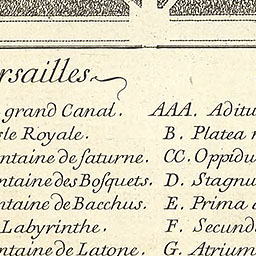 rsailles
grand Canal. AAA. Aditu
sle Royale. B. Platea
ntaine de saturne. CC. Oppidu
ntaine des Bosquets. D. Stagnu
ntaine de Bacchus. E. Prima
Labyrinthe. F. Secund
ntaine de Latone. G. Atrium